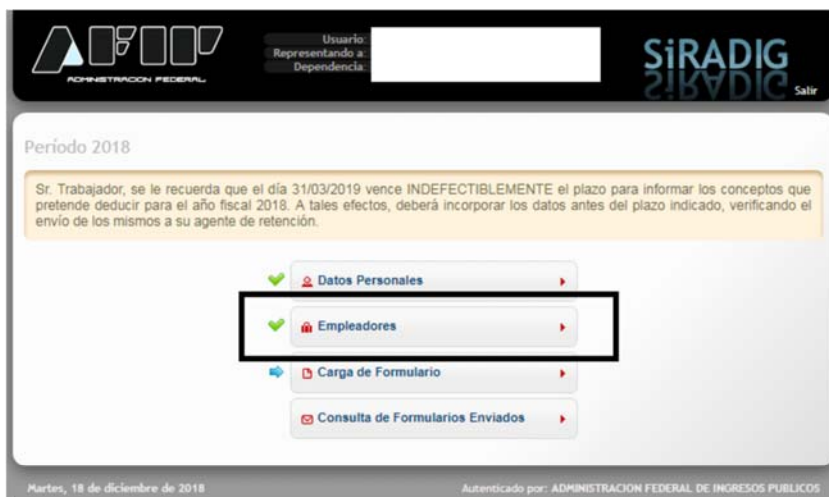 AFIP
ADMINISTRACION FEDERAL
Usuario:
Representando a:
Dependencia:
SiRADIG
Salir
Período 2018
Sr. Trabajador, se le recuerda que el día 31/03/2019 vence INDEFECTIBLEMENTE el plazo para informar los conceptos que
pretende deducir para el año fiscal 2018. A tales efectos, deberá incorporar los datos antes del plazo indicado, verificando el
envío de los mismos a su agente de retención.
Datos Personales
Empleadores
Carga de Formulario
Consulta de Formularios Enviados
Martes, 18 de diciembre de 2018
Autenticado por: ADMINISTRACION FEDERAL DE INGRESOS PUBLICOS